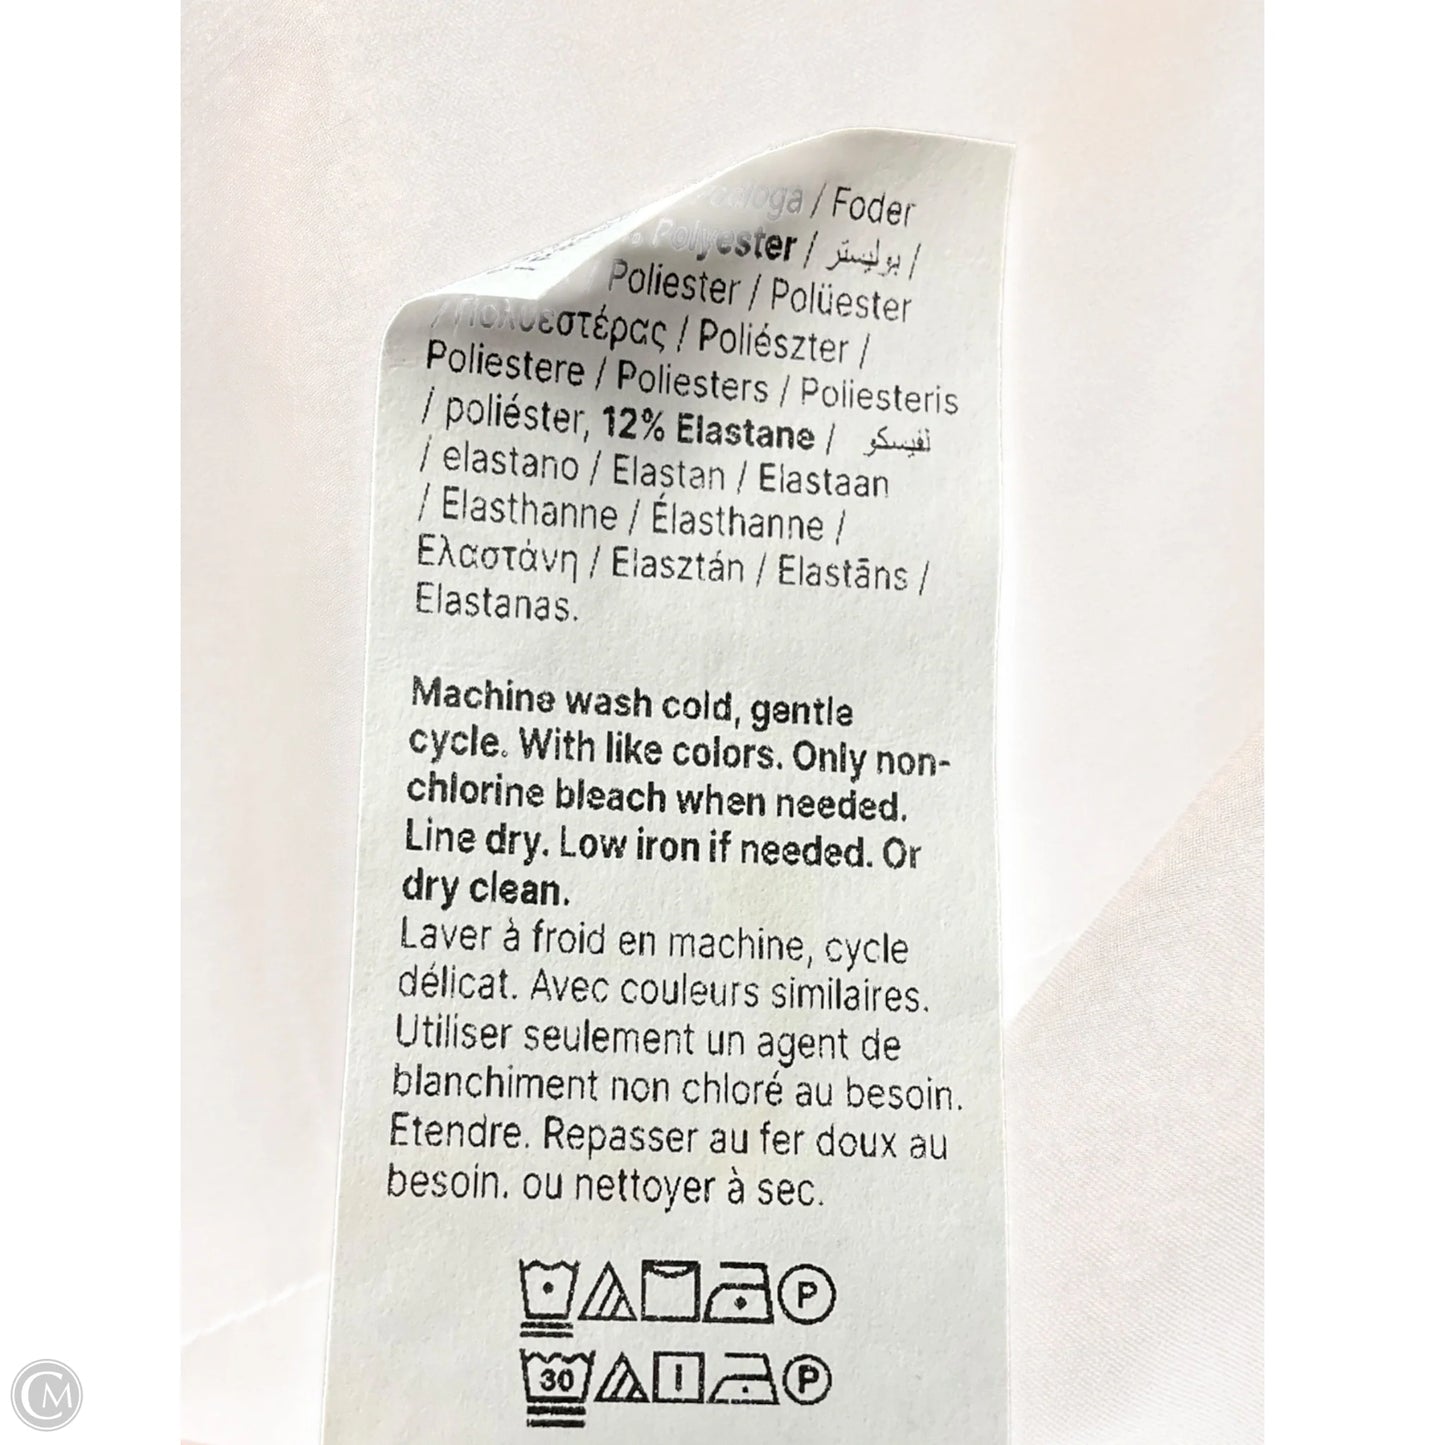 / Foder
Polyester / بوليستر /
/ Poliester / Polüester
/ Πολυεστέρας / Poliészter /
Poliestere / Poliesters / Poliesteris
/ poliéster, 12% Elastane /
/ elastano / Elastan / Elastaan
/ Elasthanne / Élasthanne /
Ελαστάνη / Elasztán / Elastāns /
Elastanas.
Machine wash cold, gentle
cycle. With like colors. Only non-
chlorine bleach when needed.
Line dry. Low iron if needed. Or
dry clean.
Laver à froid en machine, cycle
délicat. Avec couleurs similaires.
Utiliser seulement un agent de
blanchiment non chloré au besoin.
Etendre. Repasser au fer doux au
besoin. ou nettoyer à sec.
P
30 P
CM